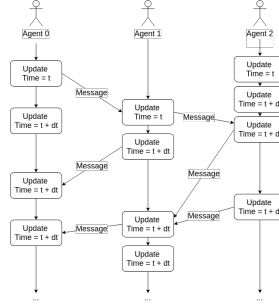 Agent 0
Agent 1
Agent 2
Update
Time = t
Update
Time = t
Message
Update
Time = t + d
Update
Time = t
Update
Time = t + dt
Message
Update
Time = t + d
Update
Time = t + dt
Message
Message
Update
Time = t + dt
Update
Time = t + d
Message
Update
Time = t + dt
Update
Time = t + dt
Message
Update
Time = t + dt
...
...
...